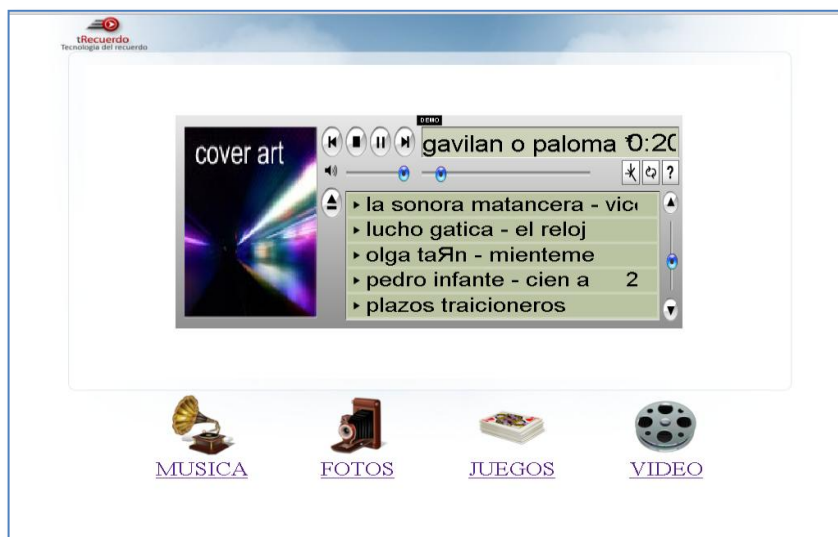 tRecuerdo
Tecnología del recuerdo
DEMO
cover art
gavilan o paloma 0:20
?
la sonora matancera - vice
lucho gatica - el reloj
olga taЯn - mienteme
pedro infante - cien a 2
plazos traicioneros
MUSICA
FOTOS
JUEGOS
VIDEO